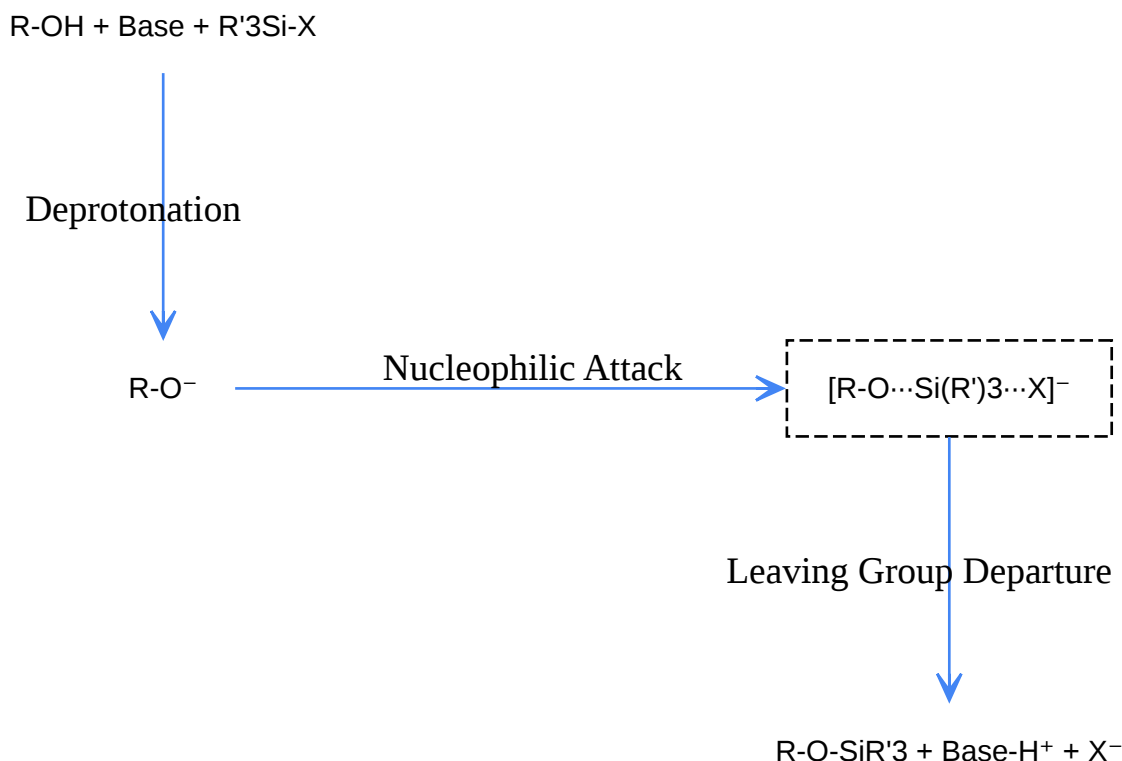 R-OH + Base + R'3Si-X
Deprotonation
R-O⁻
Nucleophilic Attack
[R-O···Si(R')3···X]⁻
Leaving Group Departure
R-O-SiR'3 + Base-H⁺ + X⁻